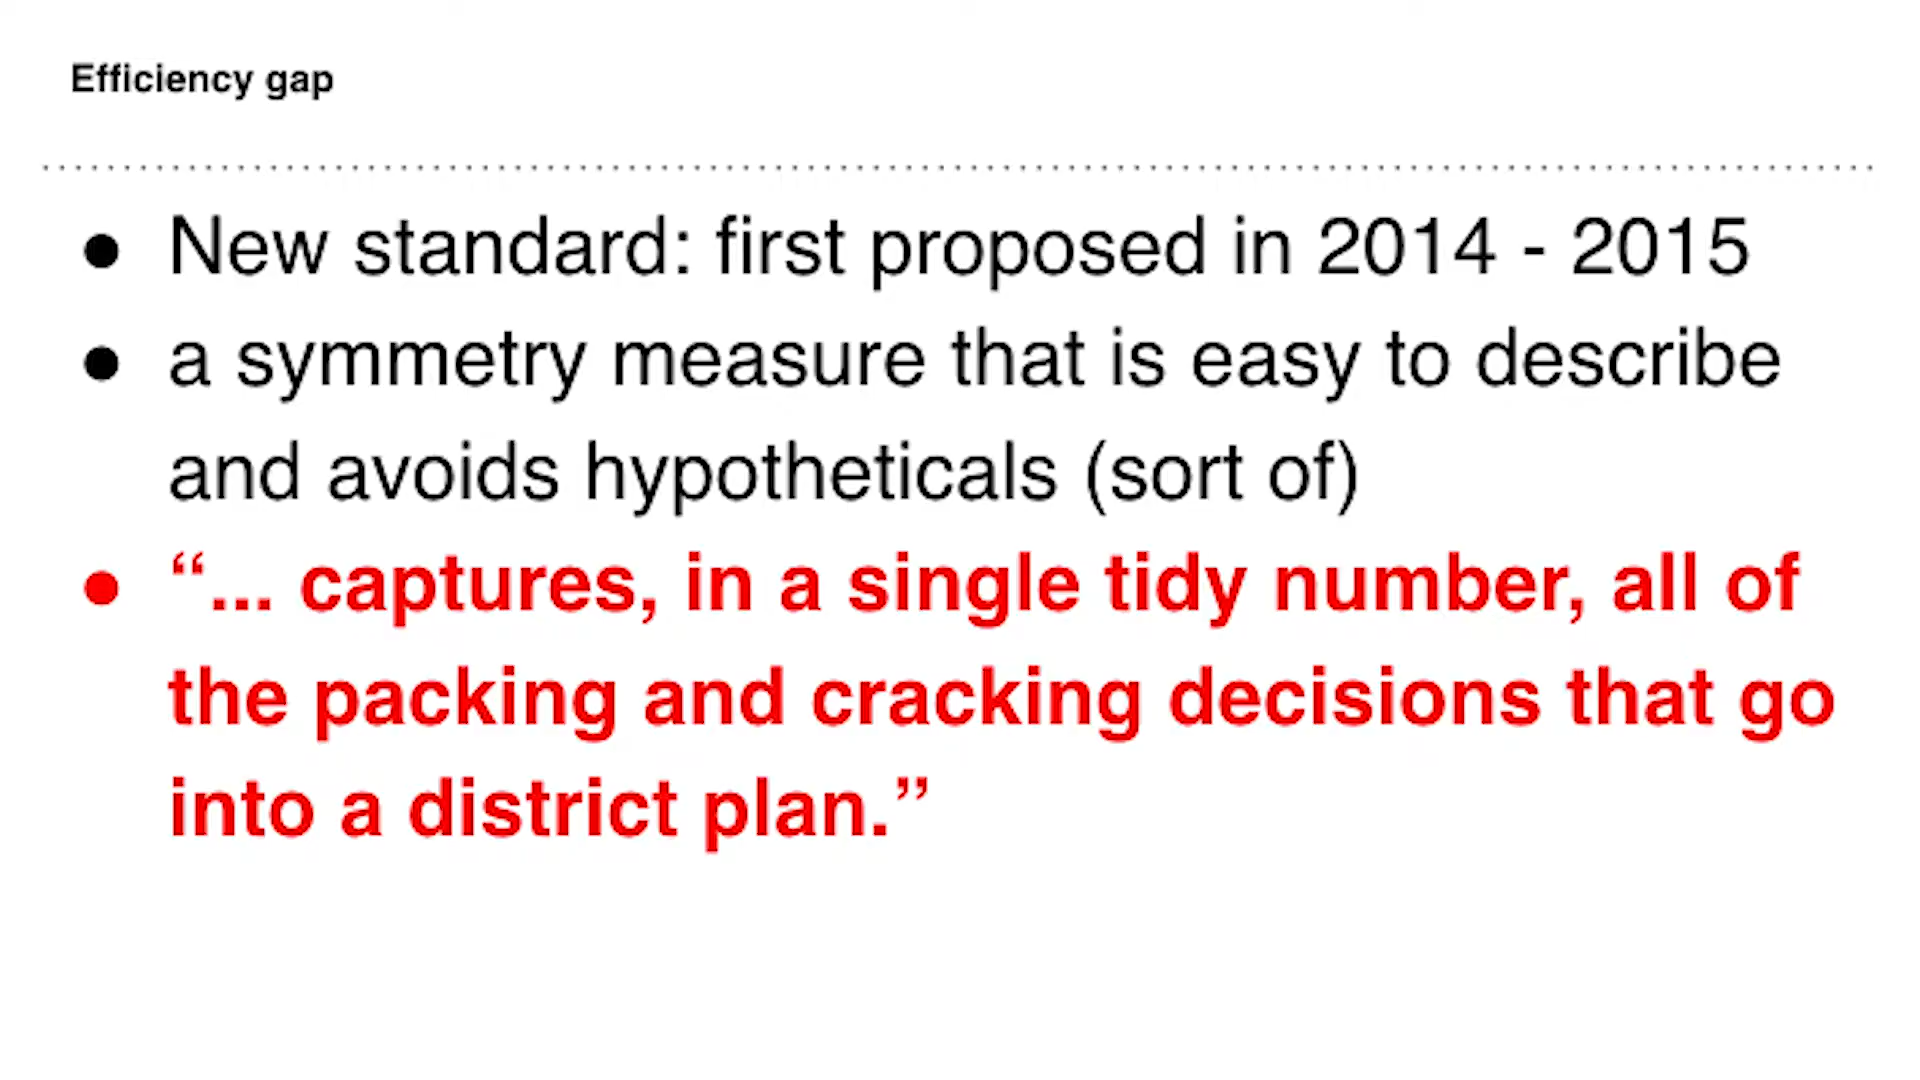 Efficiency gap
● New standard: first proposed in 2014 - 2015
● a symmetry measure that is easy to describe
and avoids hypotheticals (sort of)
● “... captures, in a single tidy number, all of
the packing and cracking decisions that go
into a district plan.”